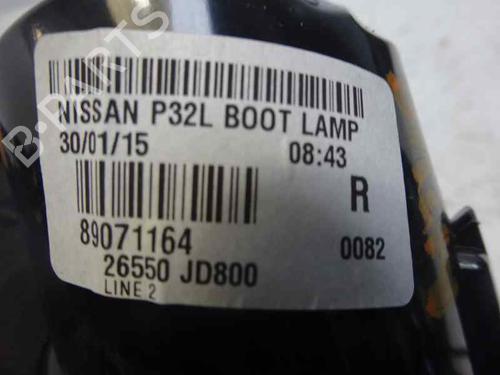 B-PARTS
NISSAN P32L BOOT LAMP
30/01/15 08:43
R
89071164 0082
26550 JD800
LINE 2